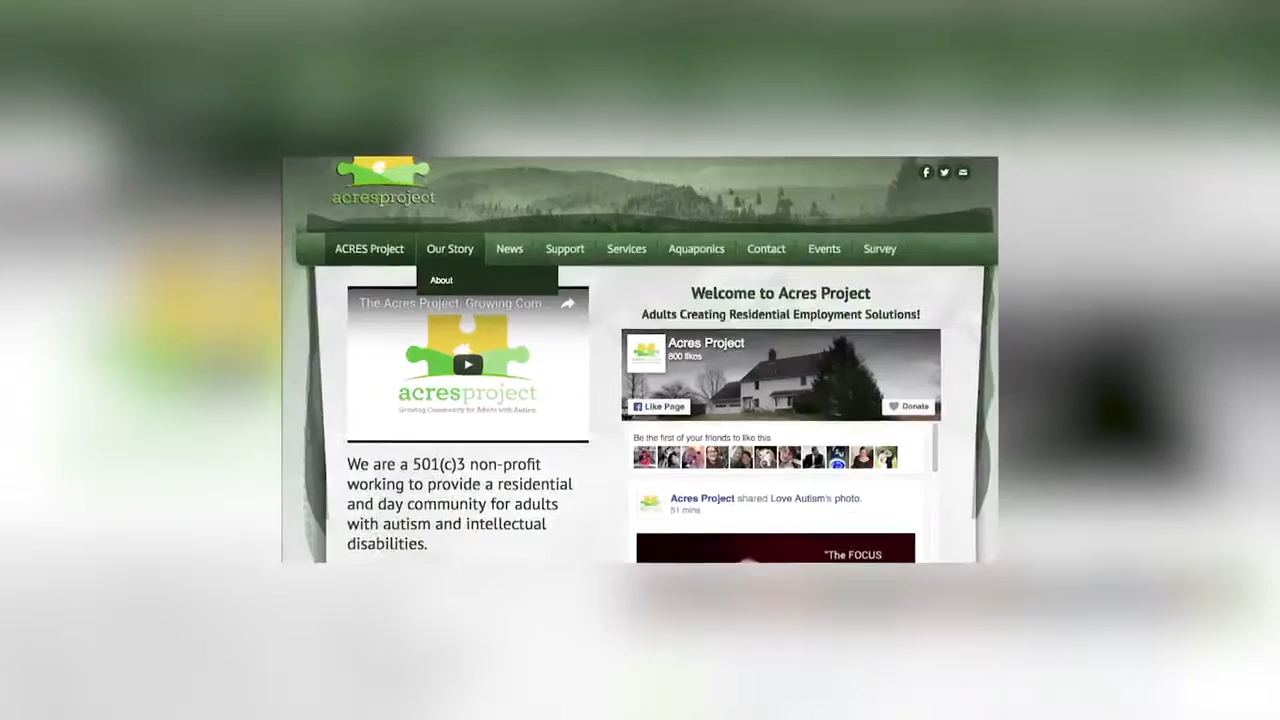 acresproject
ACRES Project Our Story News Support Services Aquaponics Contact Events Survey
About
The Acres Project: Growing Com...
acresproject
Growing Community for Adults with Autism
We are a 501(c)3 non-profit
working to provide a residential
and day community for adults
with autism and intellectual
disabilities.
Welcome to Acres Project
Adults Creating Residential Employment Solutions!
Acres Project
800 likes
Like Page
Donate
Be the first of your friends to like this
Acres Project shared Love Autism's photo.
51 mins
"The FOCUS